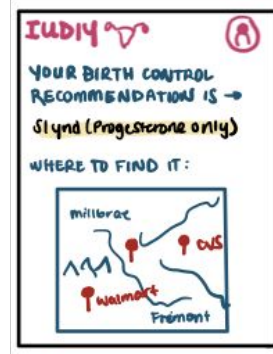 IUDIY
YOUR BIRTH CONTROL
RECOMMENDATION IS →
Slynd (Progesterone only)
WHERE TO FIND IT:
millbrae
CVS
Walmart
Fremont